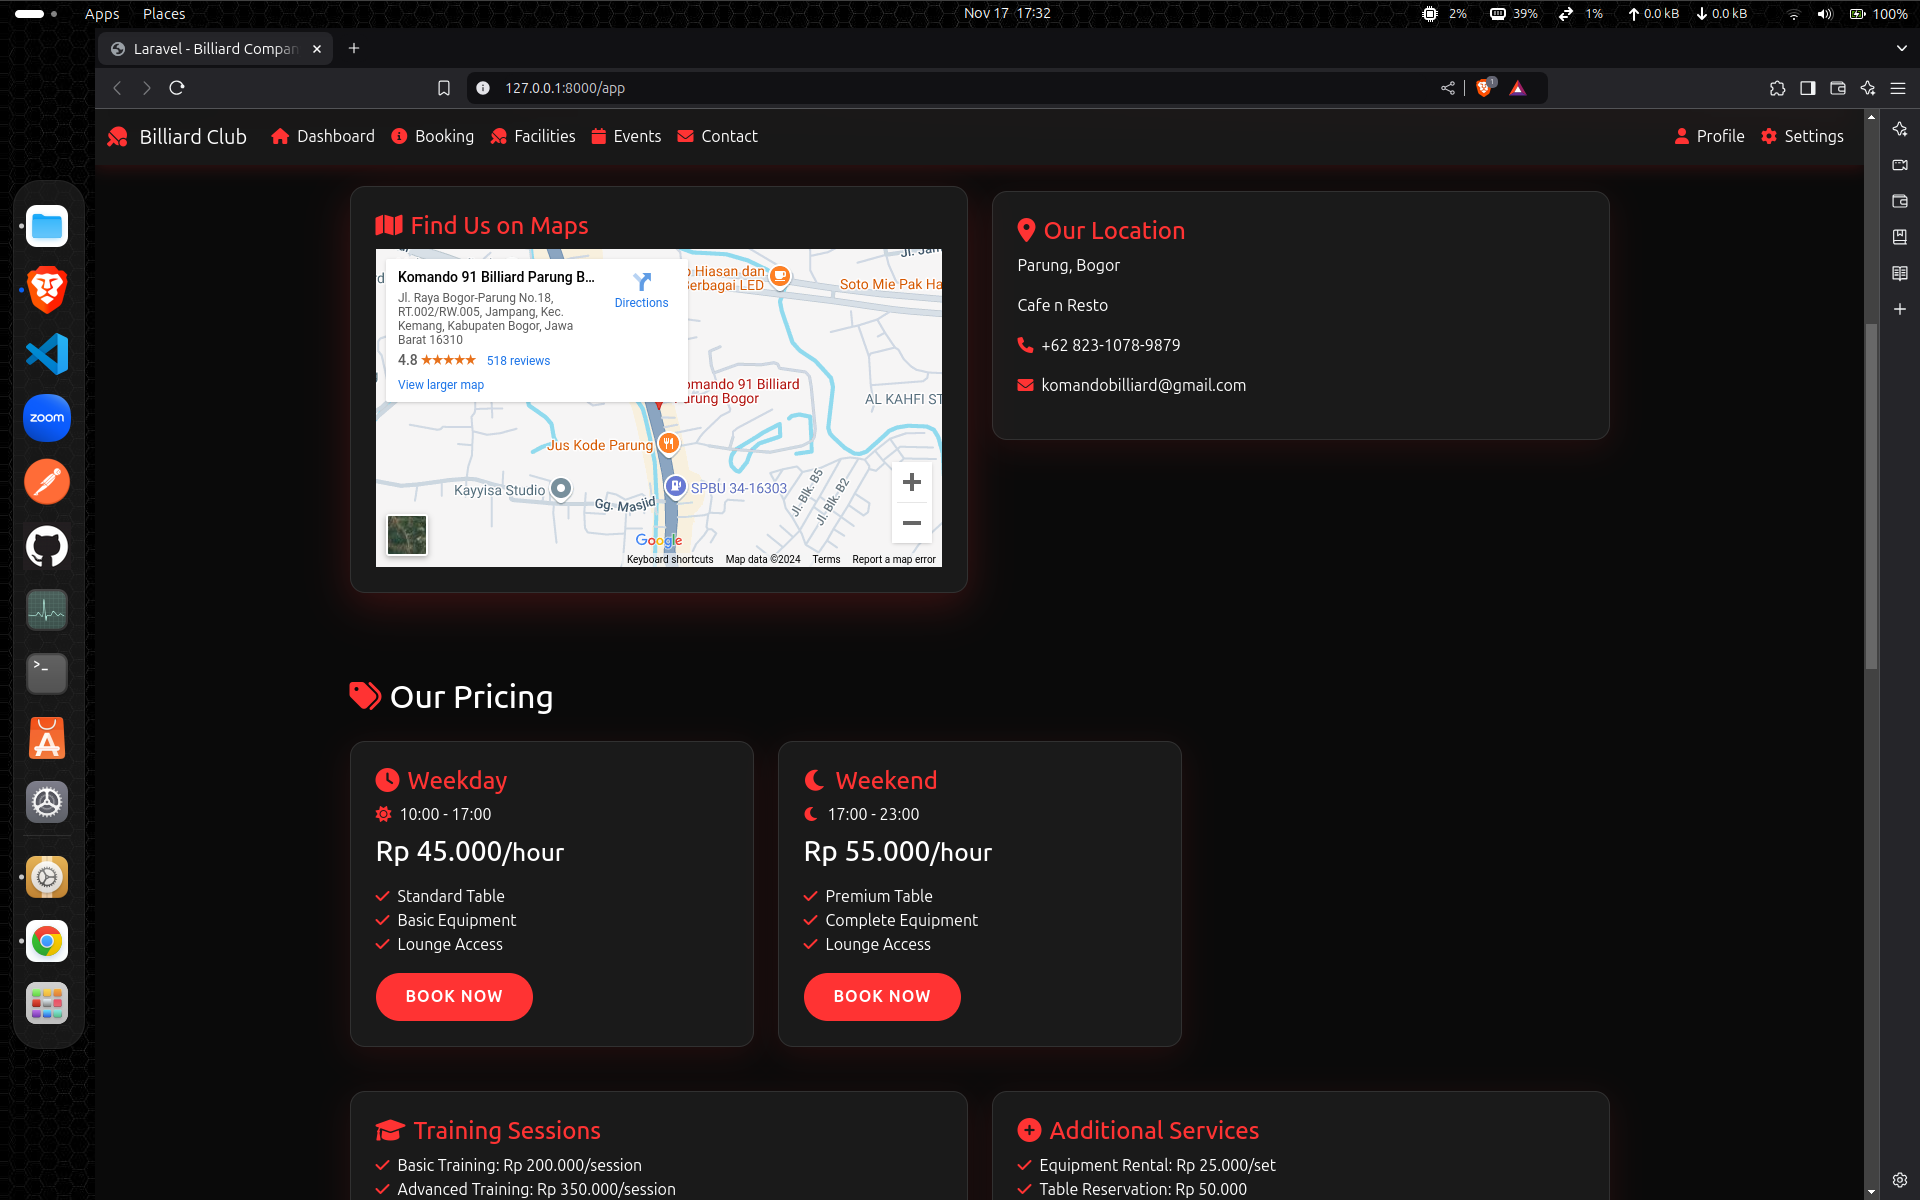 Apps Places Nov 17 17:32 2% 39% 1% 0.0 kB 0.0 kB 100%
Laravel - Billiard Compan
127.0.0.1:8000/app 1
Billiard Club Dashboard Booking Facilities Events Contact Profile Settings
Find Us on Maps
Komando 91 Billiard Parung B...
Jl. Raya Bogor-Parung No.18,
RT.002/RW.005, Jampang, Kec.
Kemang, Kabupaten Bogor, Jawa
Barat 16310
4.8 518 reviews
View larger map
Directions
Hiasan dan
erbagai LED
Soto Mie Pak Ha
omando 91 Billiard
arung Bogor
AL KAHFI ST
Jus Kode Parung
Kayyisa Studio
Gg. Masjid
SPBU 34-16303
Jl. Blk. B5
Jl. Blk. B2
Google
Keyboard shortcuts Map data ©2024 Terms Report a map error
Our Location
Parung, Bogor
Cafe n Resto
+62 823-1078-9879
komandobilliard@gmail.com
zoom
Our Pricing
Weekday
10:00 - 17:00
Rp 45.000/hour
Standard Table
Basic Equipment
Lounge Access
BOOK NOW
Weekend
17:00 - 23:00
Rp 55.000/hour
Premium Table
Complete Equipment
Lounge Access
BOOK NOW
Training Sessions
Basic Training: Rp 200.000/session
Advanced Training: Rp 350.000/session
Additional Services
Equipment Rental: Rp 25.000/set
Table Reservation: Rp 50.000